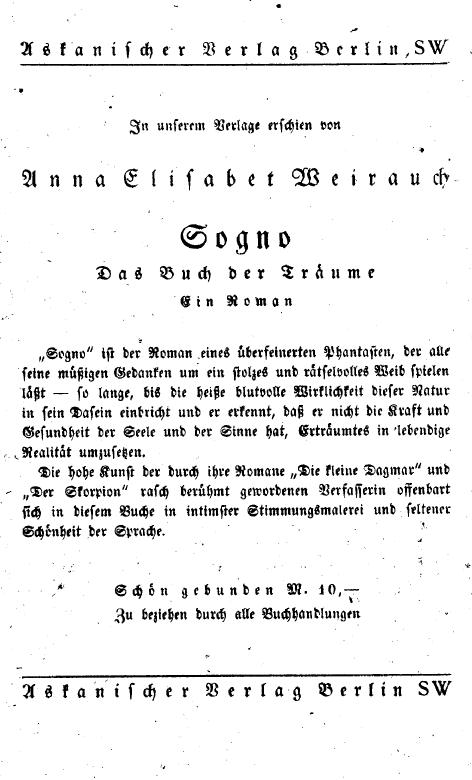 Askanischer Verlag Berlin, SW
In unserem Verlage erschien von
Anna Elisabet Weirauch
Sogno
Das Buch der Träume
Ein Roman
„Sogno“ ist der Roman eines überfeinerten Phantasten, der alle
seine müßigen Gedanken um ein stolzes und rätselvolles Weib spielen
läßt — so lange, bis die heiße blutvolle Wirklichkeit dieser Natur
in sein Dasein einbricht und er erkennt, daß er nicht die Kraft und
Gesundheit der Seele und der Sinne hat, Erträumtes in lebendige
Realität umzusetzen.
Die hohe Kunst der durch ihre Romane „Die kleine Dagmar“ und
„Der Skorpion“ rasch berühmt gewordenen Verfasserin offenbart
sich in diesem Buche in intimster Stimmungsmalerei und seltener
Schönheit der Sprache.
Schön gebunden M. 10,—
Zu beziehen durch alle Buchhandlungen
Askanischer Verlag Berlin SW